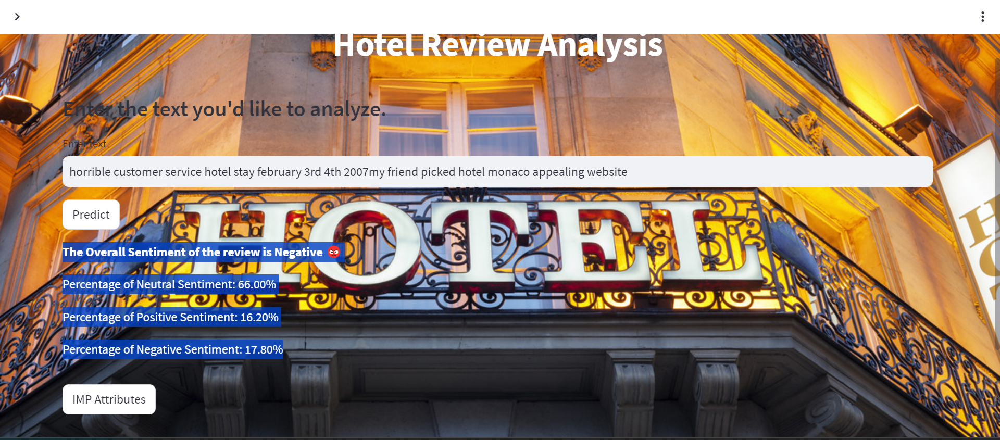 Hotel Review Analysis
Enter the text you'd like to analyze.
Enter text
horrible customer service hotel stay february 3rd 4th 2007my friend picked hotel monaco appealing website
Predict
HOTEL
The Overall Sentiment of the review is Negative 😡
Percentage of Neutral Sentiment: 66.00%
Percentage of Positive Sentiment: 16.20%
Percentage of Negative Sentiment: 17.80%
IMP Attributes